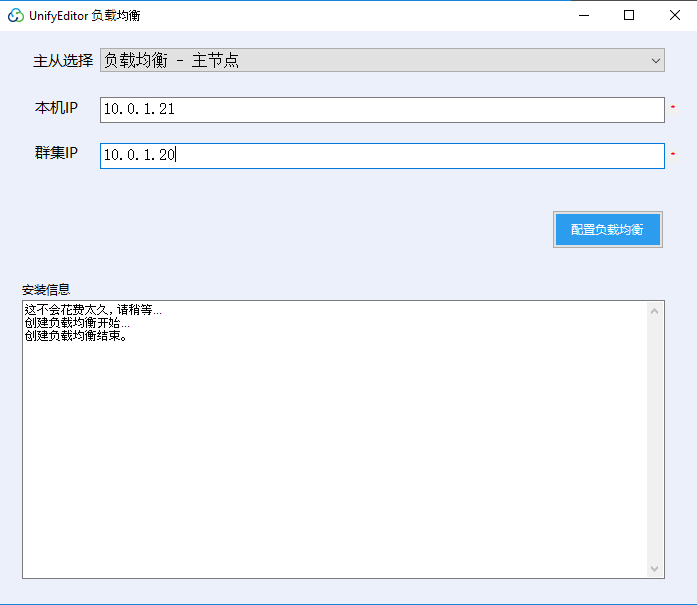 UnifyEditor 负载均衡
主从选择 负载均衡 - 主节点
本机IP 10.0.1.21 *
群集IP 10.0.1.20 *
配置负载均衡
安装信息
这不会花费太久,请稍等...
创建负载均衡开始...
创建负载均衡结束。